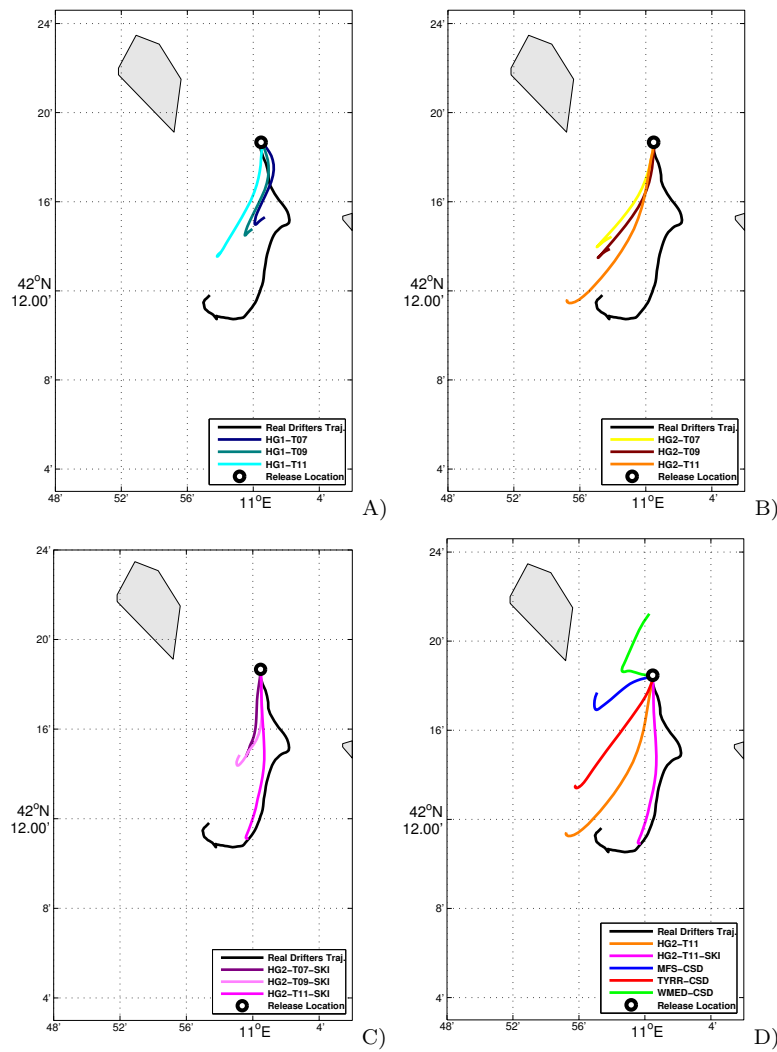 24'
20'
16'
42°N
12.00'
8'
4'
48' 52' 56' 11°E 4'
Real Drifters Traj.
HG1-T07
HG1-T09
HG1-T11
Release Location
A)
24'
20'
16'
42°N
12.00'
8'
4'
48' 52' 56' 11°E 4'
Real Drifters Traj.
HG2-T07
HG2-T09
HG2-T11
Release Location
B)
24'
20'
16'
42°N
12.00'
8'
4'
48' 52' 56' 11°E 4'
Real Drifters Traj.
HG2-T07-SKI
HG2-T09-SKI
HG2-T11-SKI
Release Location
C)
24'
20'
16'
42°N
12.00'
8'
4'
48' 52' 56' 11°E 4'
Real Drifters Traj.
HG2-T11
HG2-T11-SKI
MFS-CSD
TYRR-CSD
WMED-CSD
Release Location
D)